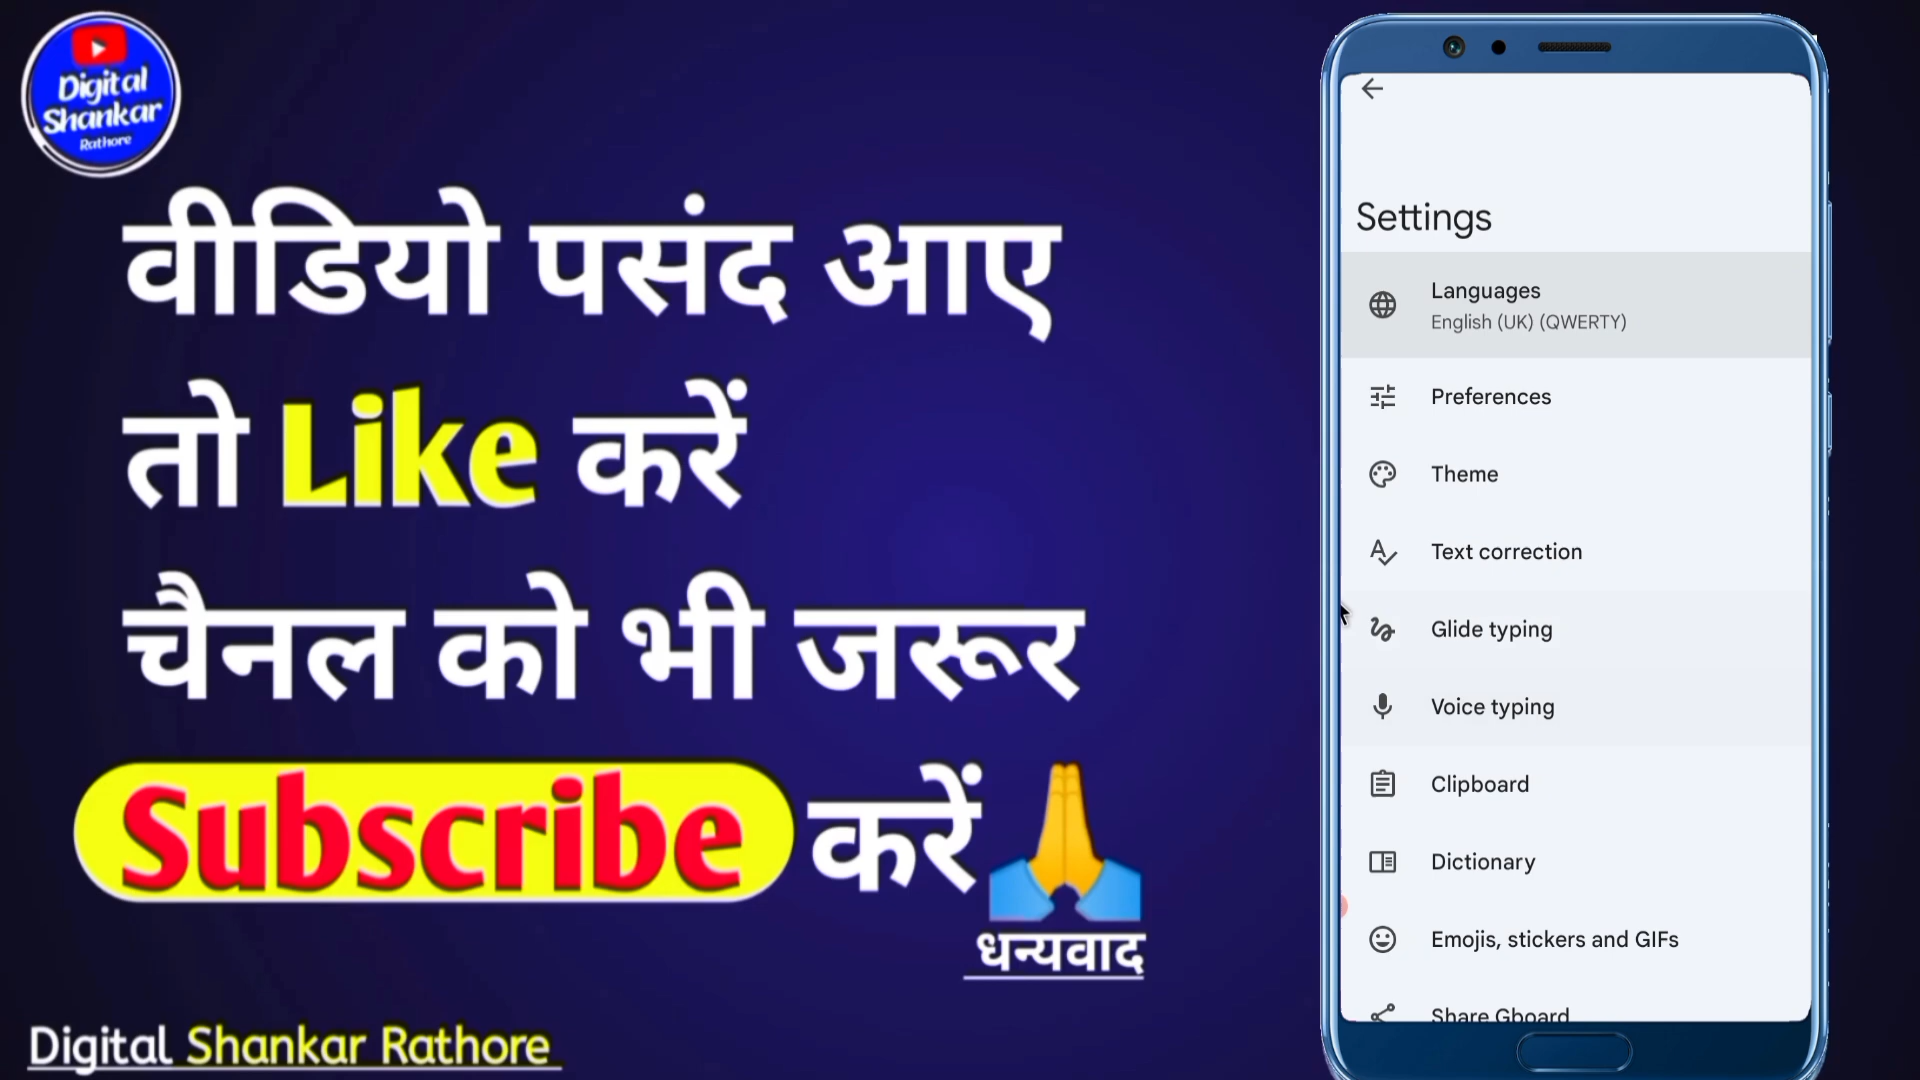 Digital
Shankar
Rathore
वीडियो पसंद आए
तो Like करें
चैनल को भी जरूर
Subscribe करें
धन्यवाद
Digital Shankar Rathore
Settings
Languages
English (UK) (QWERTY)
Preferences
Theme
Text correction
Glide typing
Voice typing
Clipboard
Dictionary
Emojis, stickers and GIFs
Share Gboard